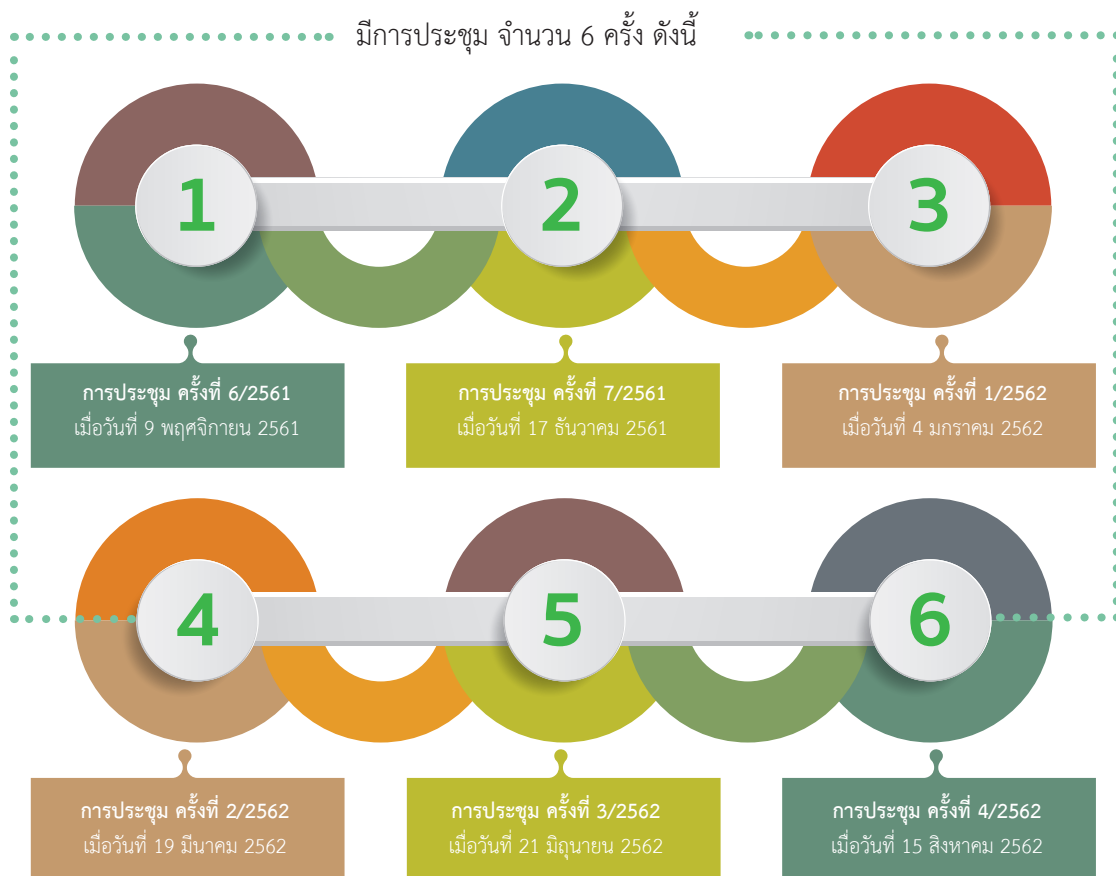 มีการประชุม จำนวน 6 ครั้ง ดังนี้
1
2
3
การประชุม ครั้งที่ 6/2561
เมื่อวันที่ 9 พฤศจิกายน 2561
การประชุม ครั้งที่ 7/2561
เมื่อวันที่ 17 ธันวาคม 2561
การประชุม ครั้งที่ 1/2562
เมื่อวันที่ 4 มกราคม 2562
4
5
6
การประชุม ครั้งที่ 2/2562
เมื่อวันที่ 19 มีนาคม 2562
การประชุม ครั้งที่ 3/2562
เมื่อวันที่ 21 มิถุนายน 2562
การประชุม ครั้งที่ 4/2562
เมื่อวันที่ 15 สิงหาคม 2562